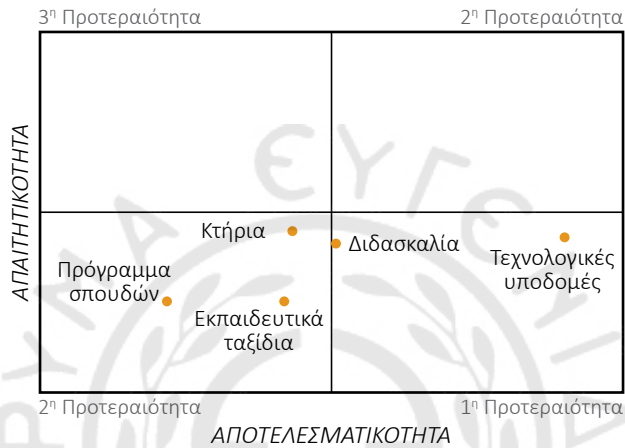 3η Προτεραιότητα
2η Προτεραιότητα
ΑΠΑΙΤΗΤΙΚΟΤΗΤΑ
Κτήρια
Διδασκαλία
Πρόγραμμα
σπουδών
Εκπαιδευτικά
ταξίδια
Τεχνολογικές
υποδομές
2η Προτεραιότητα
1η Προτεραιότητα
ΑΠΟΤΕΛΕΣΜΑΤΙΚΟΤΗΤΑ